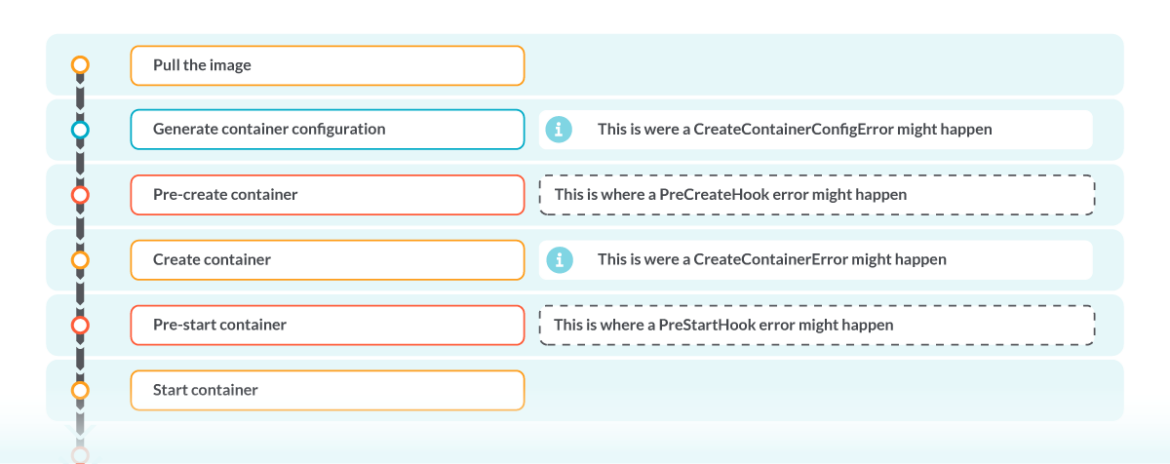 Pull the image
Generate container configuration
This is were a CreateContainerConfigError might happen
Pre-create container
This is where a PreCreateHook error might happen
Create container
This is were a CreateContainerError might happen
Pre-start container
This is where a PreStartHook error might happen
Start container